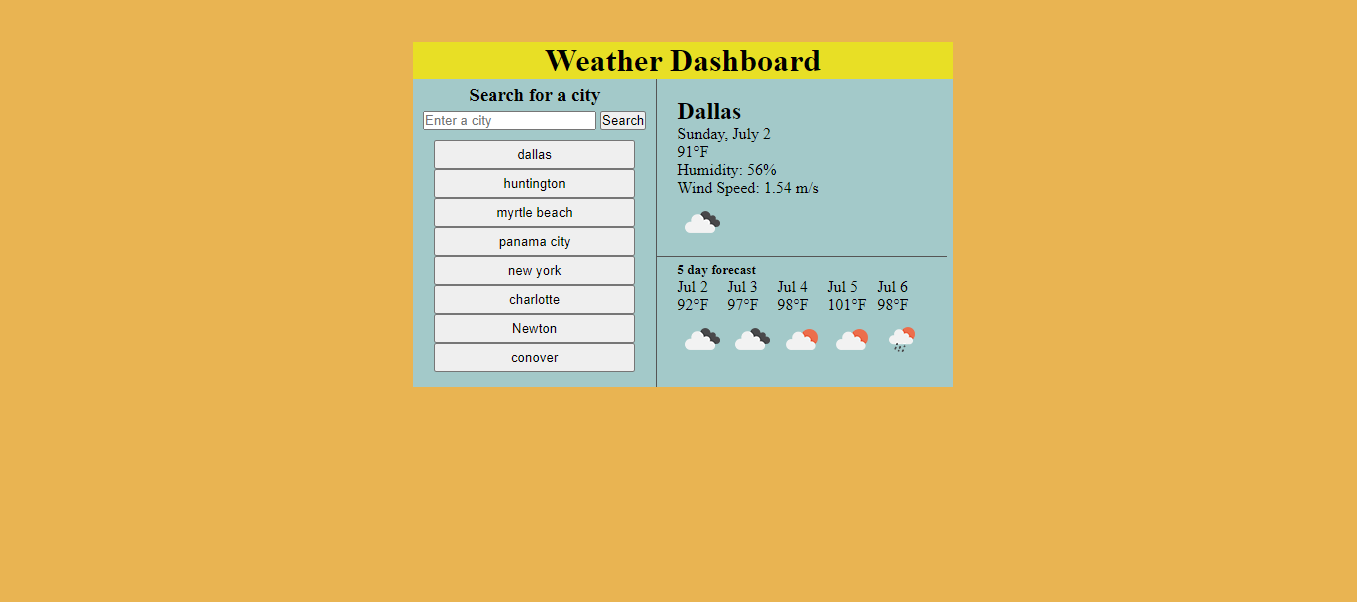 Weather Dashboard
Search for a city
Enter a city Search
dallas
huntington
myrtle beach
panama city
new york
charlotte
Newton
conover
Dallas
Sunday, July 2
91°F
Humidity: 56%
Wind Speed: 1.54 m/s
5 day forecast
Jul 2 Jul 3 Jul 4 Jul 5 Jul 6
92°F 97°F 98°F 101°F 98°F